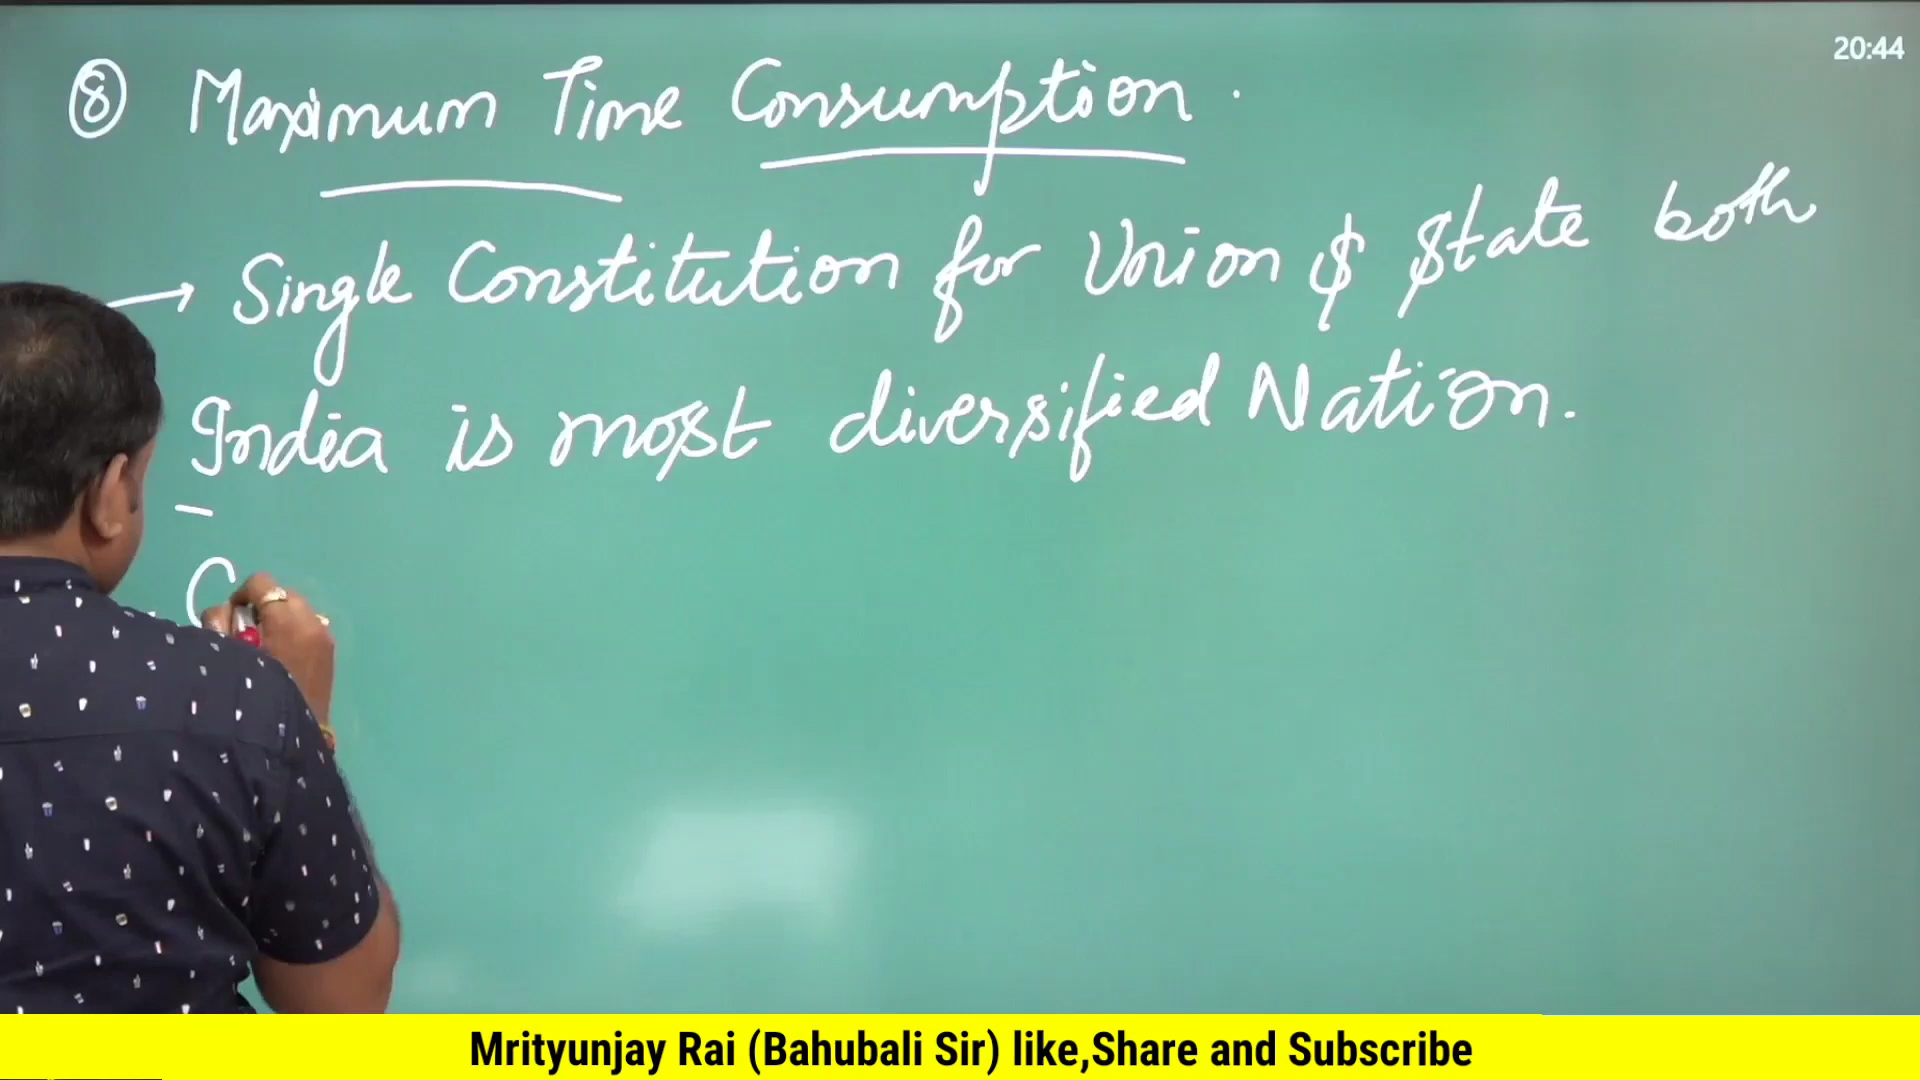 20:44
⑧ Maximum Time Consumption.
→ Single Constitution for Union & State both
India is most diversified Nation.
C
Mrityunjay Rai (Bahubali Sir) like,Share and Subscribe